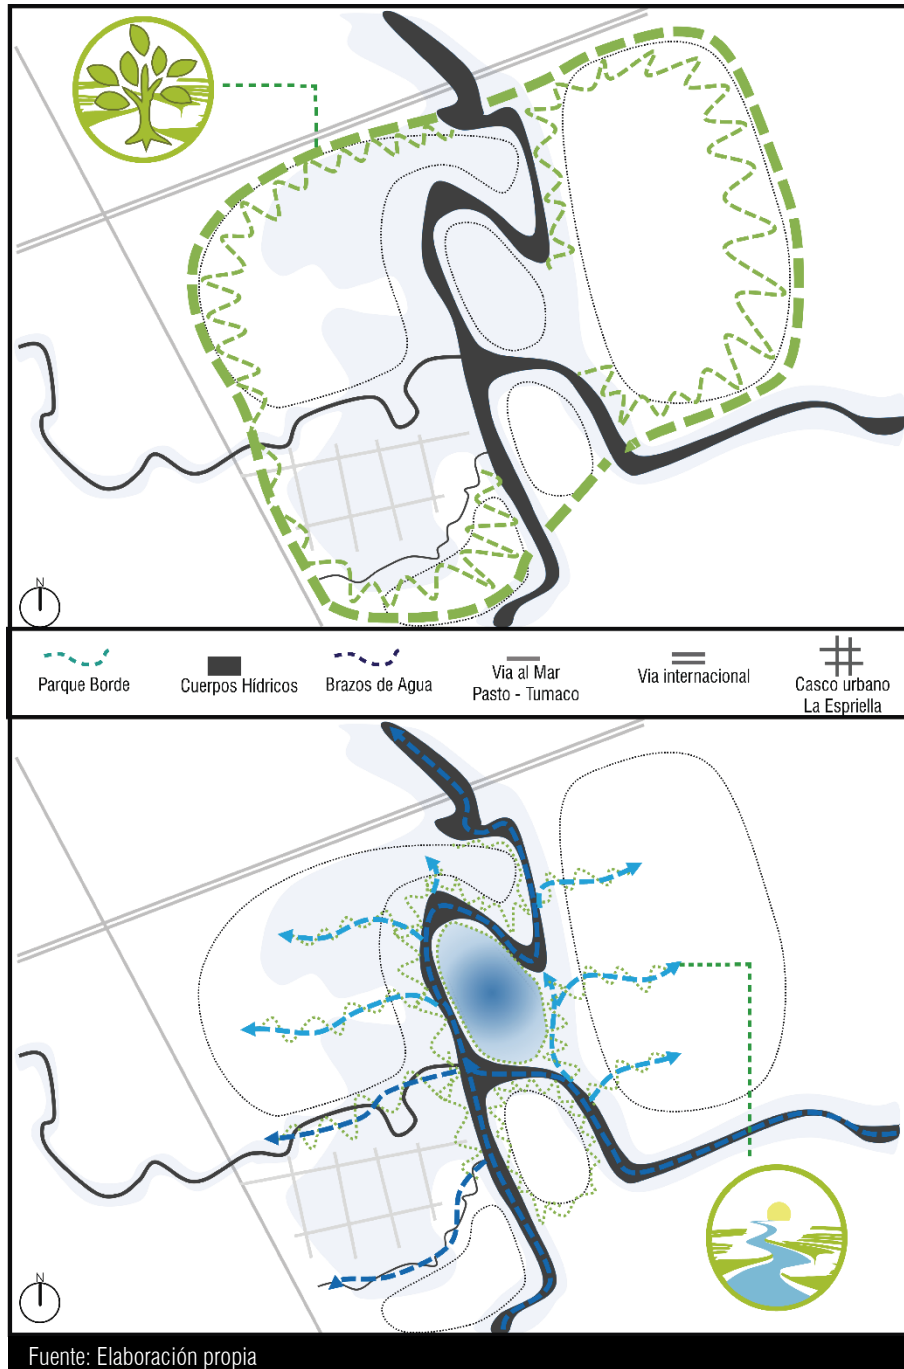 N
Parque Borde
Cuerpos Hídricos
Brazos de Agua
Via al Mar
Pasto - Tumaco
Via internacional
Casco urbano
La Espriella
N
Fuente: Elaboración propia